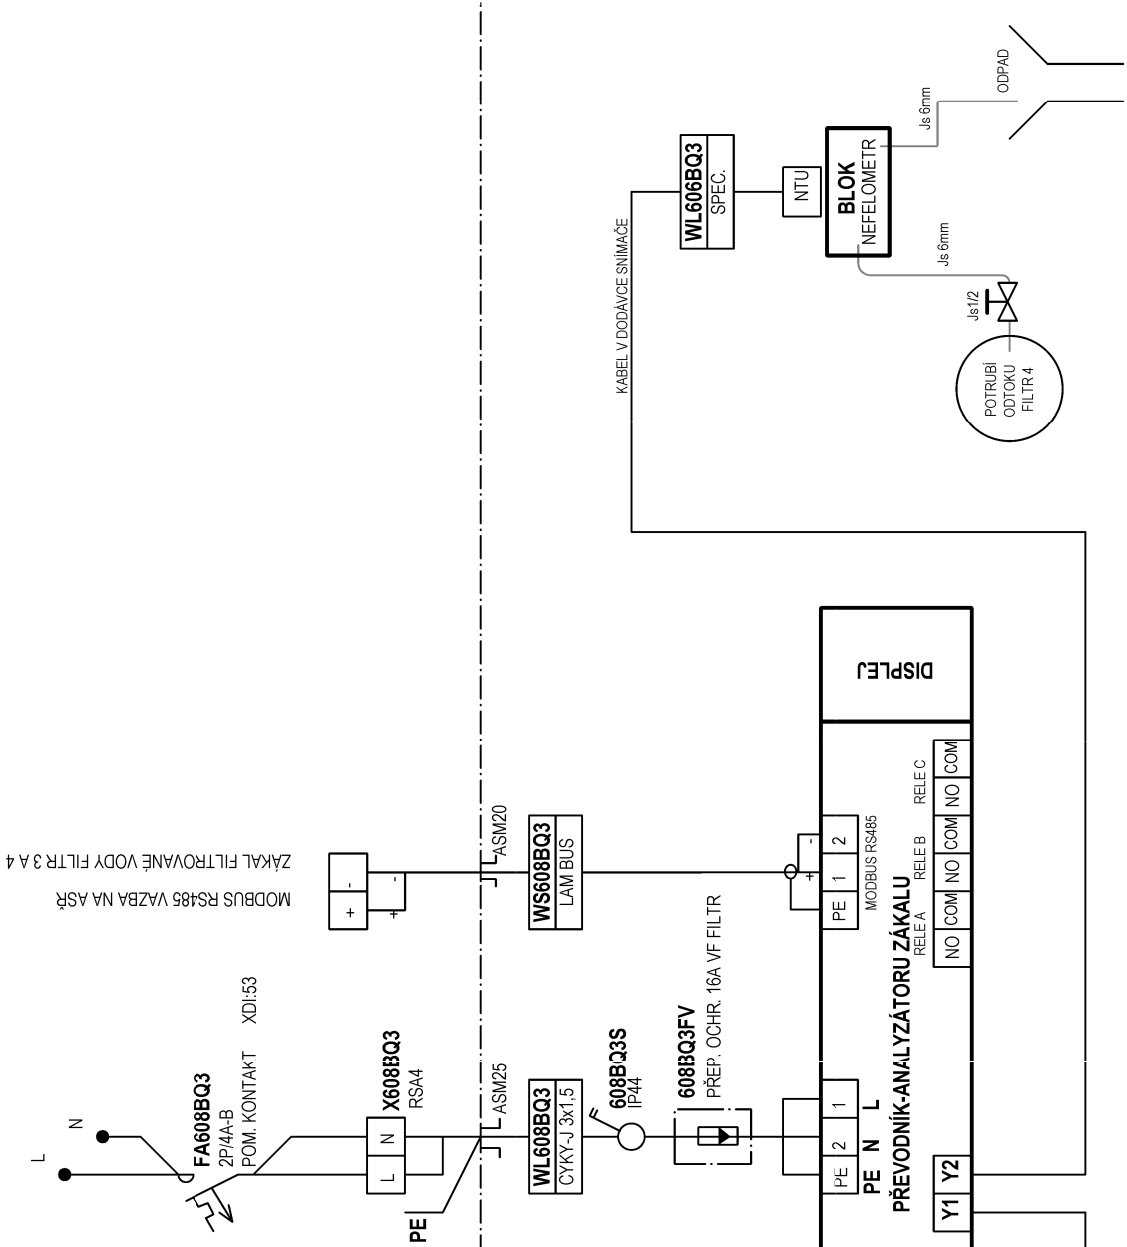 L
N
FA608BQ3
2P/4A-B
POM. KONTAKT XDI:53
MODBUS RS485 VAZBA NA ASŘ
ZÁKAL FILTROVANÉ VODY FILTR 3 A 4
L N
X608BQ3
RSA4
+ -
+ -
PE
ASM25
ASM20
WL608BQ3
CYKY-J 3x1,5
WS608BQ3
LAM BUS
608BQ3S
IP44
608BQ3FV
PŘEP. OCHR. 16A VF FILTR
KABEL V DODÁVCE SNÍMAČE
WL606BQ3
SPEC.
NTU
BLOK
NEFELOMETR
Js 6mm
Js 6mm
ODPAD
Js1/2
POTRUBÍ
ODTOKU
FILTR 4
+ -
PE 2 1
PE N L
PE 1 2
MODBUS RS485
PŘEVODNÍK-ANALYZÁTORU ZÁKALU
DISPLEJ
RELE A RELE B RELE C
Y1 Y2
NO COM NO COM NO COM